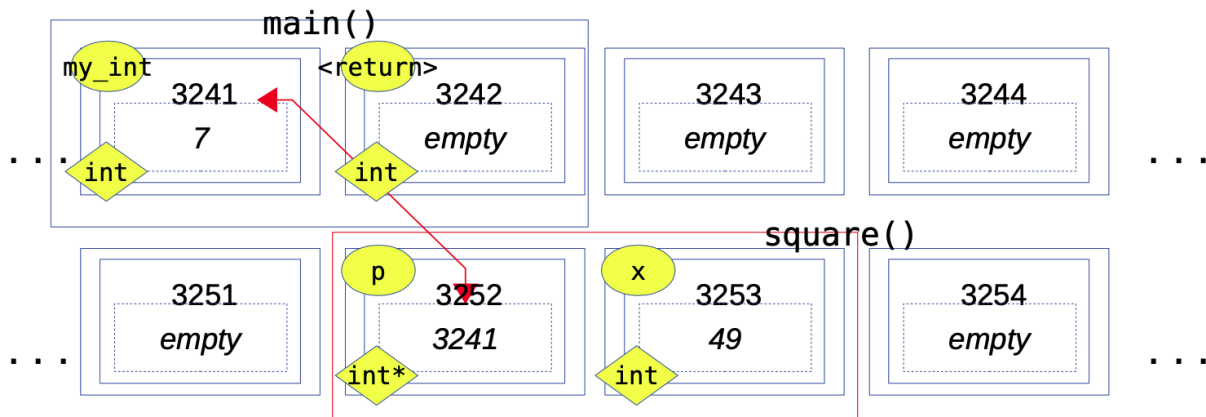 main()
my_int <return>
3241 3242 3243 3244
7 empty empty empty
... int int ...
square()
p x
3251 3252 3253 3254
empty 3241 49 empty
... int* int ...